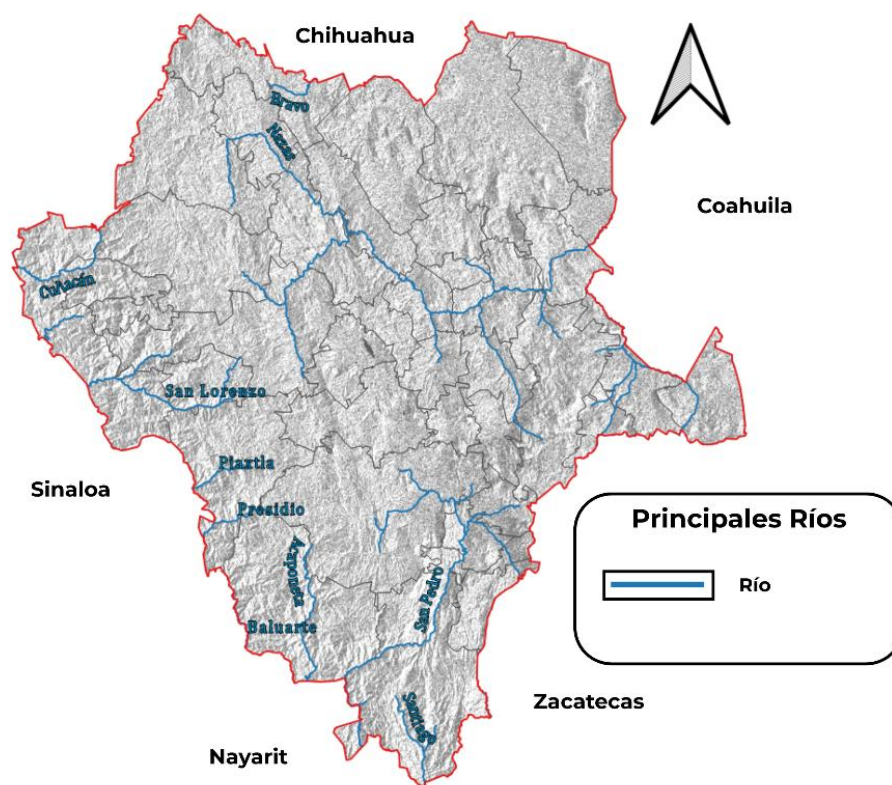 Chihuahua
Bravo
Nazas
Coahuila
Culiacán
San Lorenzo
Piaxtla
Sinaloa
Presidio
Acaponeta
San Pedro
Baluarte
Principales Ríos
Río
Zacatecas
Santiago
Nayarit